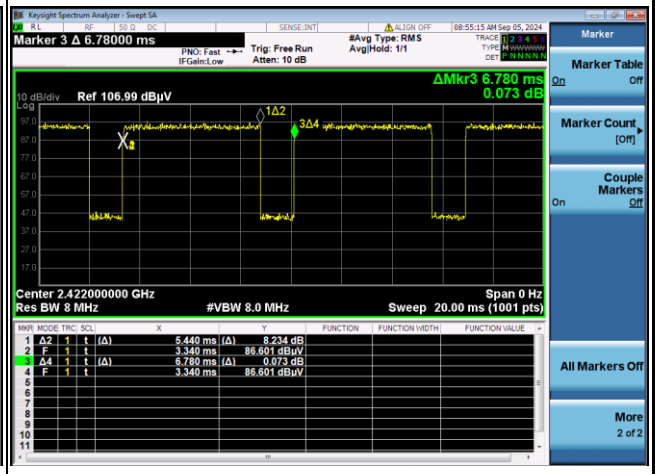 Keysight Spectrum Analyzer - Swept SA
RL RF 50 Ω DC SENSE:INT ALIGN OFF 08:55:15 AM Sep 05, 2024
Marker 3 Δ 6.78000 ms
PNO: Fast Trig: Free Run #Avg Type: RMS TRACE 1 2 3 4 5 6
IFGain:Low Atten: 10 dB Avg|Hold: 1/1 TYPE M WWWWW
DET P NNNNN
ΔMkr3 6.780 ms
0.073 dB
10 dB/div Ref 106.99 dBµV
Log
97.0
87.0
77.0
67.0
57.0
47.0
37.0
27.0
17.0
1Δ2
3Δ4
Center 2.422000000 GHz Span 0 Hz
Res BW 8 MHz #VBW 8.0 MHz Sweep 20.00 ms (1001 pts)
MKR MODE TRC SCL X Y FUNCTION FUNCTION WIDTH FUNCTION VALUE
1 Δ2 1 t (Δ) 5.440 ms (Δ) 8.234 dB
2 F 1 t 3.340 ms 86.601 dBµV
3 Δ4 1 t (Δ) 6.780 ms (Δ) 0.073 dB
4 F 1 t 3.340 ms 86.601 dBµV
5
6
7
8
9
10
11
Marker
Marker Table
On Off
Marker Count
[Off]
Couple
Markers
On Off
All Markers Off
More
2 of 2